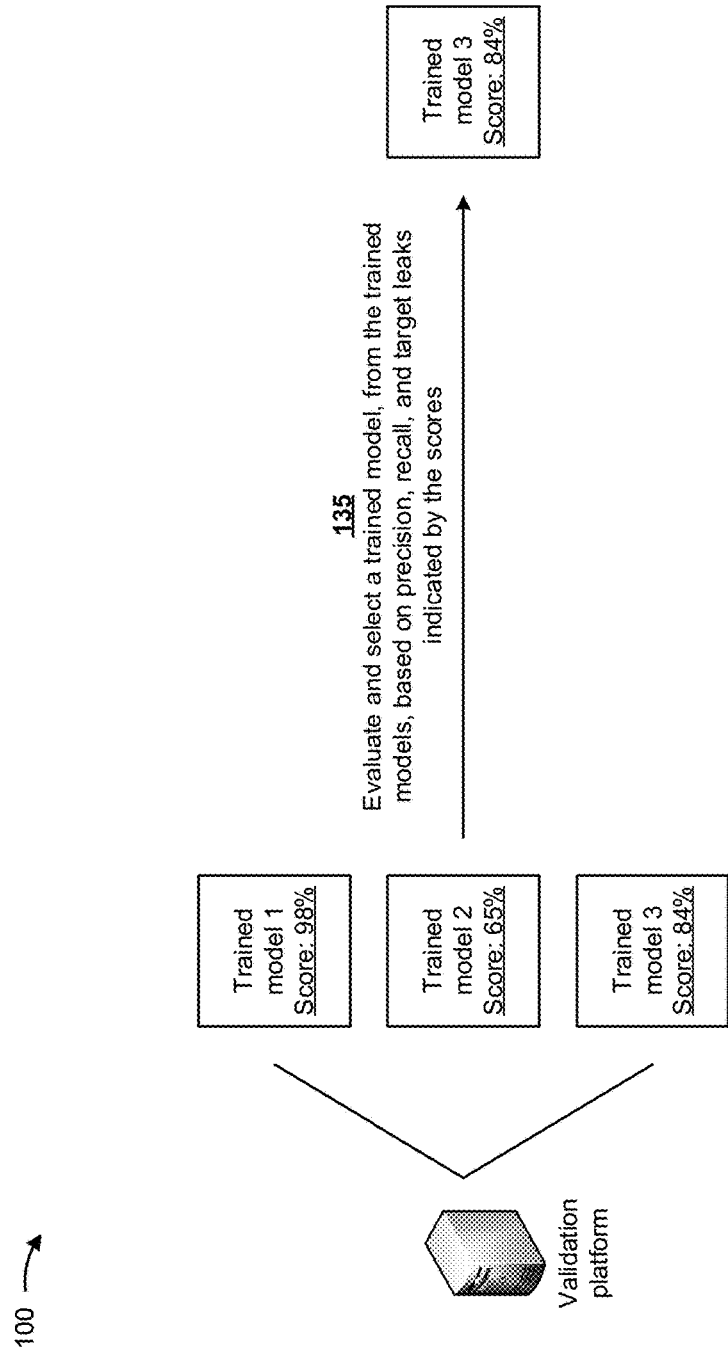 100
Validation
platform
Trained
model 1
Score: 98%
Trained
model 2
Score: 65%
Trained
model 3
Score: 84%
135
Evaluate and select a trained model, from the trained
models, based on precision, recall, and target leaks
indicated by the scores
Trained
model 3
Score: 84%